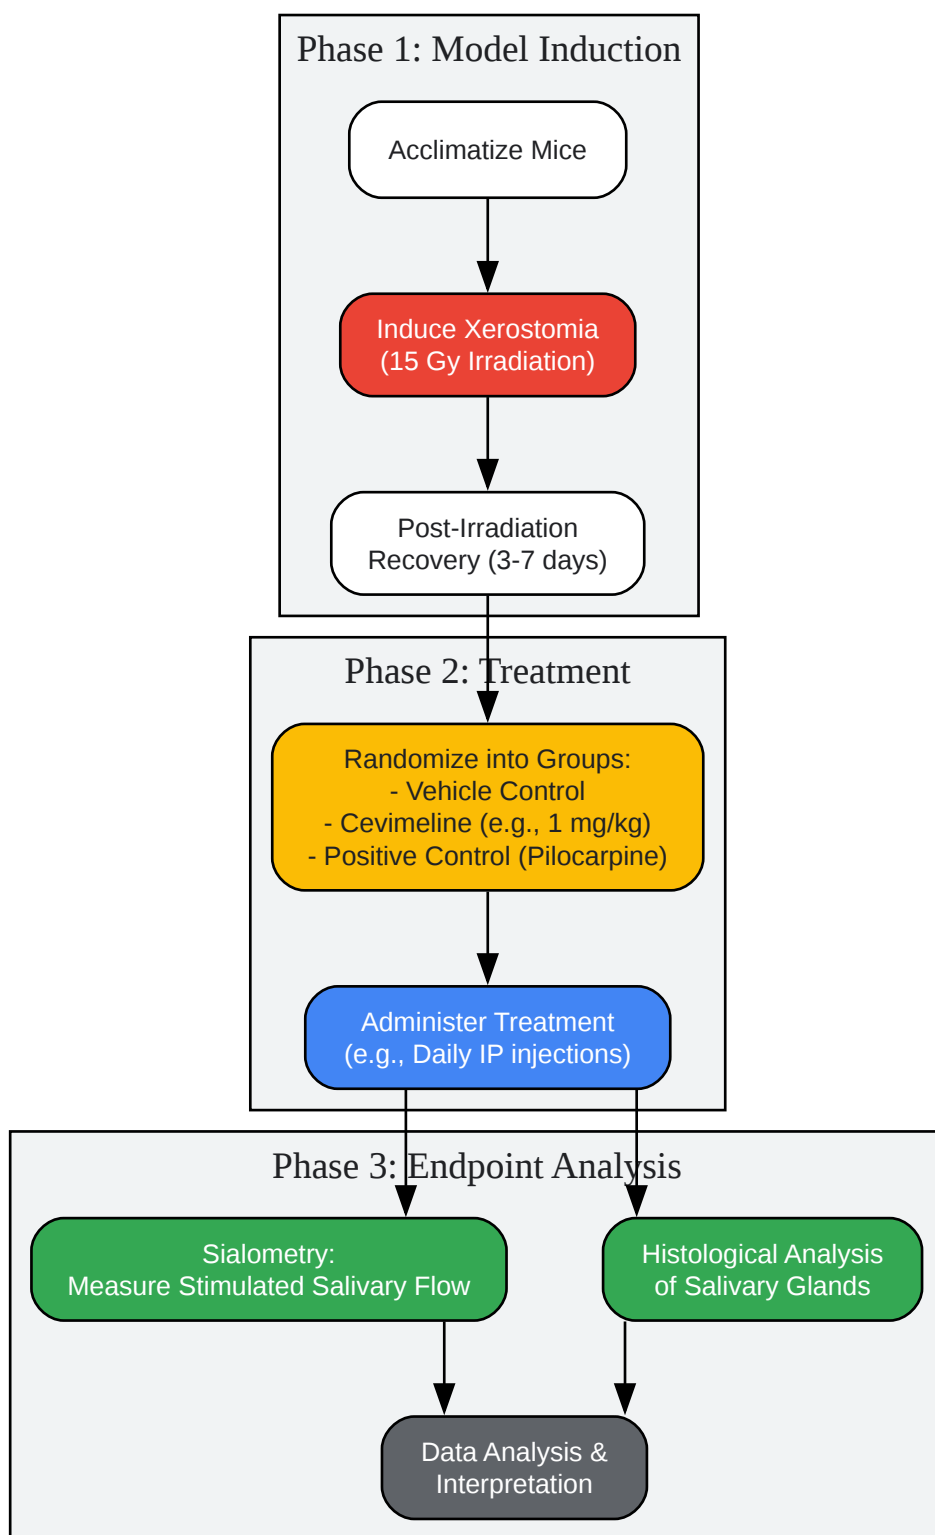 Phase 1: Model Induction
Acclimatize Mice
Induce Xerostomia
(15 Gy Irradiation)
Post-Irradiation
Recovery (3-7 days)
Phase 2: Treatment
Randomize into Groups:
- Vehicle Control
- Cevimeline (e.g., 1 mg/kg)
- Positive Control (Pilocarpine)
Administer Treatment
(e.g., Daily IP injections)
Phase 3: Endpoint Analysis
Sialometry:
Measure Stimulated Salivary Flow
Histological Analysis
of Salivary Glands
Data Analysis &
Interpretation